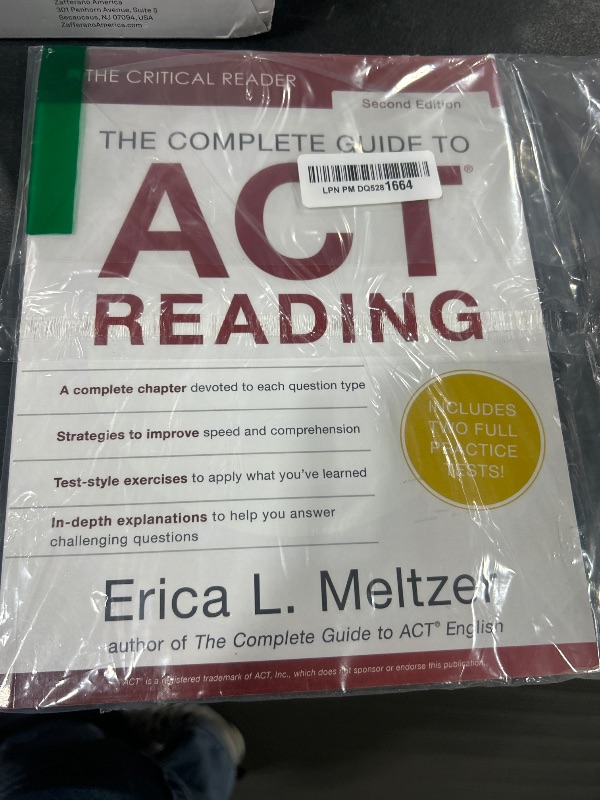 Zafferano America
301 Penhorn Avenue, Suite 5
Secaucus, NJ 07094, USA
ZafferanoAmerica.com
THE CRITICAL READER
Second Edition
THE COMPLETE GUIDE TO
ACT®
LPN PM DQ5281664
READING
A complete chapter devoted to each question type
Strategies to improve speed and comprehension
Test-style exercises to apply what you've learned
In-depth explanations to help you answer
challenging questions
INCLUDES
TWO FULL
PRACTICE
TESTS!
Erica L. Meltzer
author of The Complete Guide to ACT® English
ACT® is a registered trademark of ACT, Inc., which does not sponsor or endorse this publication.